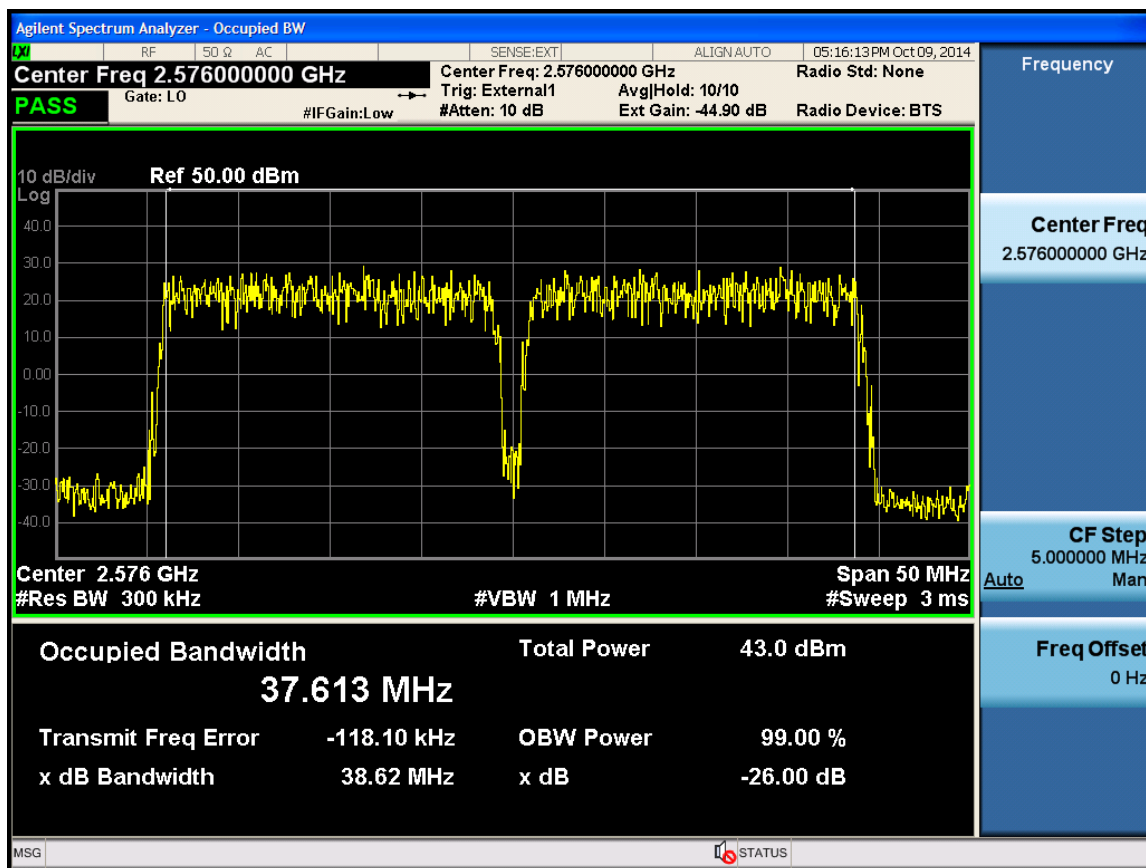 Agilent Spectrum Analyzer - Occupied BW
LXI RF 50 Ω AC SENSE:EXT ALIGN AUTO 05:16:13 PM Oct 09, 2014
Center Freq 2.576000000 GHz
PASS
Gate: LO
#IFGain:Low
Center Freq: 2.576000000 GHz
Trig: External1 Avg|Hold: 10/10
#Atten: 10 dB Ext Gain: -44.90 dB
Radio Std: None
Radio Device: BTS
10 dB/div Ref 50.00 dBm
Log
40.0
30.0
20.0
10.0
0.00
-10.0
-20.0
-30.0
-40.0
Center 2.576 GHz Span 50 MHz
#Res BW 300 kHz #VBW 1 MHz #Sweep 3 ms
Occupied Bandwidth Total Power 43.0 dBm
37.613 MHz
Transmit Freq Error -118.10 kHz OBW Power 99.00 %
x dB Bandwidth 38.62 MHz x dB -26.00 dB
MSG STATUS
Frequency
Center Freq
2.576000000 GHz
CF Step
5.000000 MHz
Auto Man
Freq Offset
0 Hz